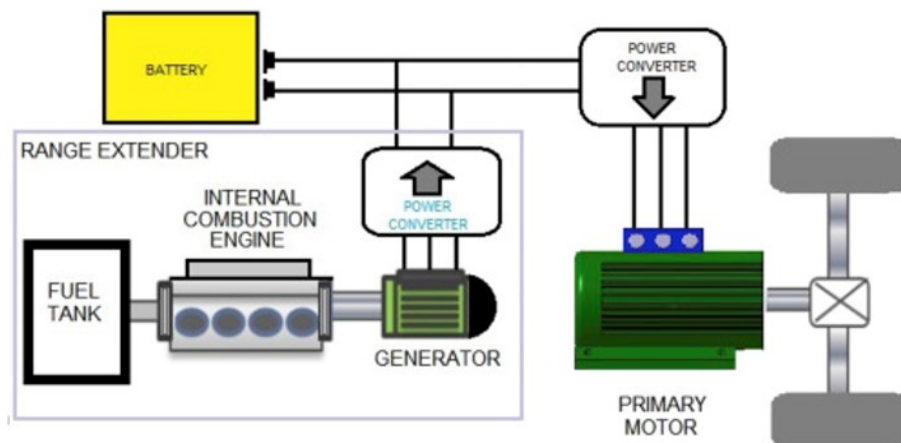 BATTERY
POWER
CONVERTER
RANGE EXTENDER
INTERNAL
COMBUSTION
ENGINE
POWER
CONVERTER
FUEL
TANK
GENERATOR
PRIMARY
MOTOR